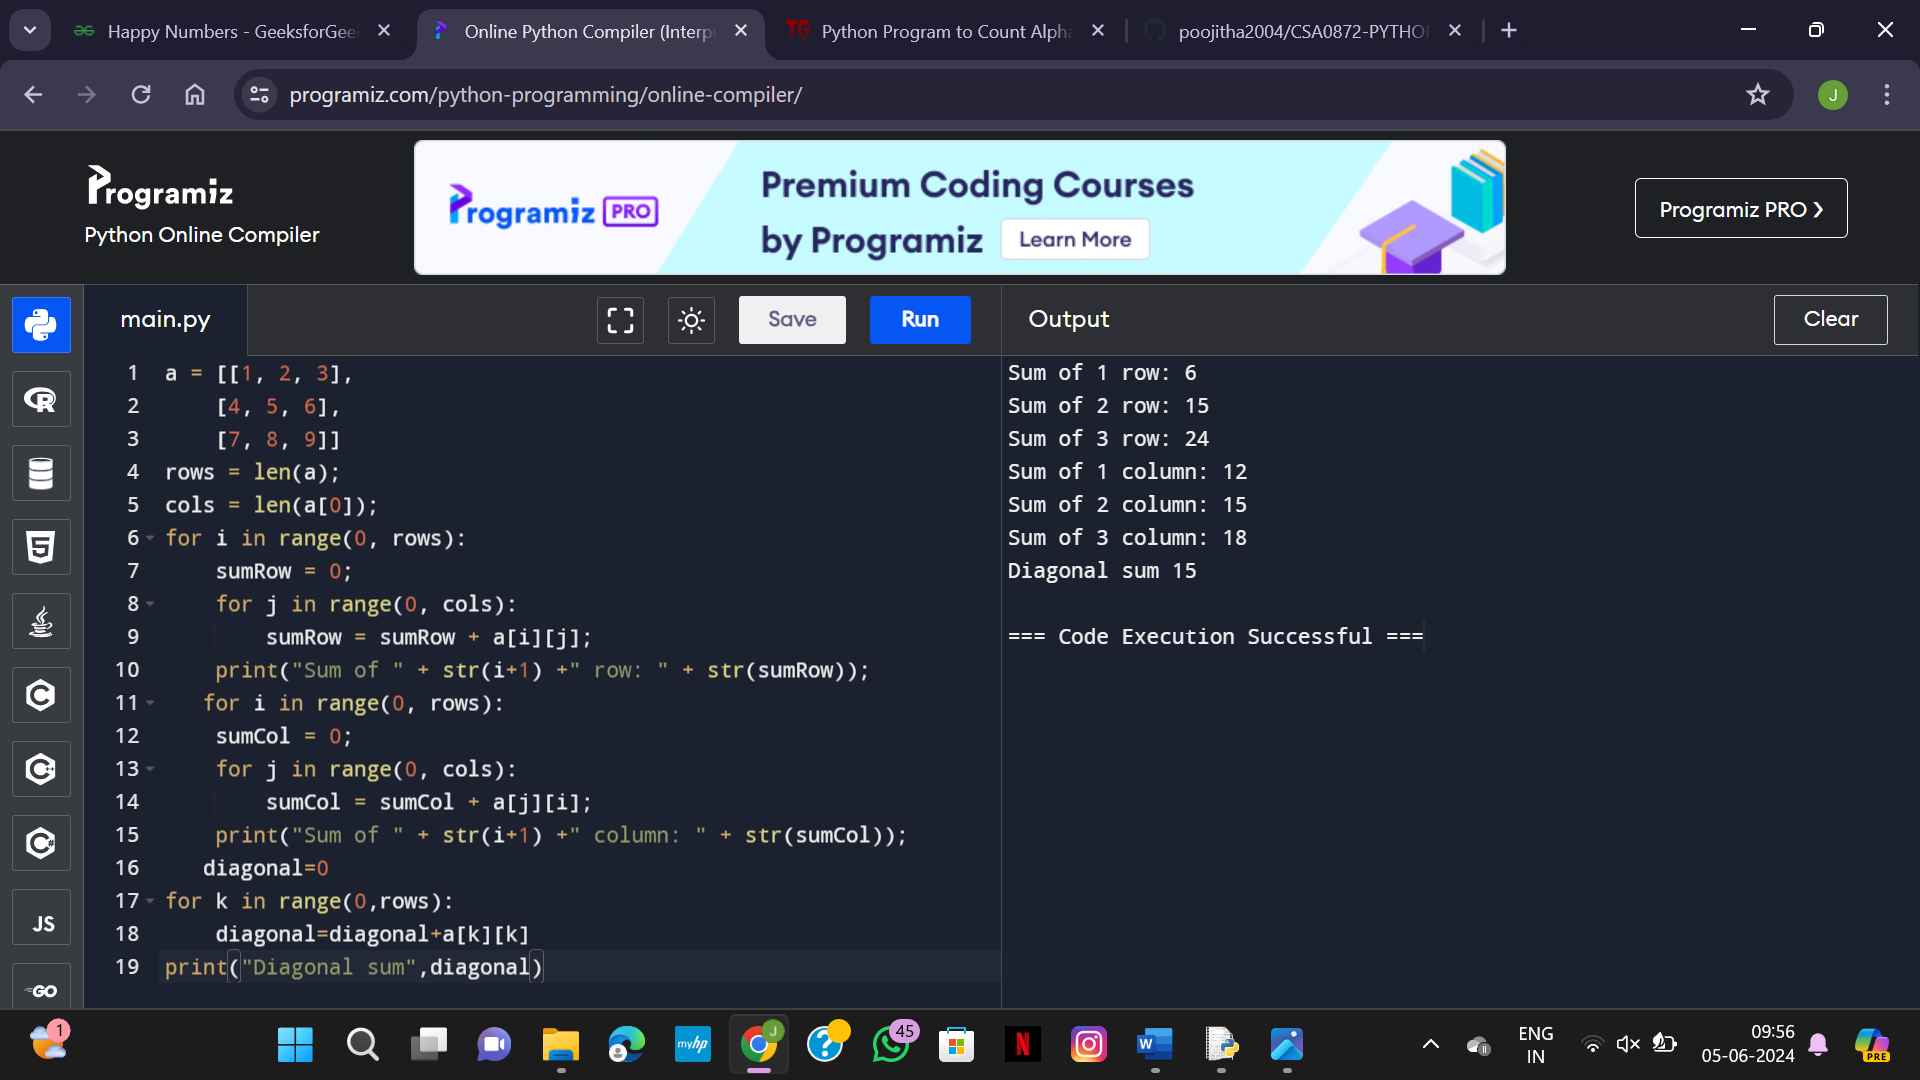 Happy Numbers - GeeksforGee
Online Python Compiler (Interp
TG Python Program to Count Alpha
poojitha2004/CSA0872-PYTHO
programiz.com/python-programming/online-compiler/
J
Programiz
Python Online Compiler
Programiz PRO
Premium Coding Courses
by Programiz
Learn More
Programiz PRO ❯
main.py
Save
Run
Output
Clear
1 a = [[1, 2, 3],
2     [4, 5, 6],
3     [7, 8, 9]]
4 rows = len(a);
5 cols = len(a[0]);
6 for i in range(0, rows):
7     sumRow = 0;
8     for j in range(0, cols):
9         sumRow = sumRow + a[i][j];
10     print("Sum of " + str(i+1) +" row: " + str(sumRow));
11    for i in range(0, rows):
12     sumCol = 0;
13     for j in range(0, cols):
14         sumCol = sumCol + a[j][i];
15     print("Sum of " + str(i+1) +" column: " + str(sumCol));
16    diagonal=0
17 for k in range(0,rows):
18     diagonal=diagonal+a[k][k]
19 print("Diagonal sum",diagonal)
Sum of 1 row: 6
Sum of 2 row: 15
Sum of 3 row: 24
Sum of 1 column: 12
Sum of 2 column: 15
Sum of 3 column: 18
Diagonal sum 15
=== Code Execution Successful ===
JS
GO
1
myhp
J
45
N
W
ENG
IN
09:56
05-06-2024
PRE